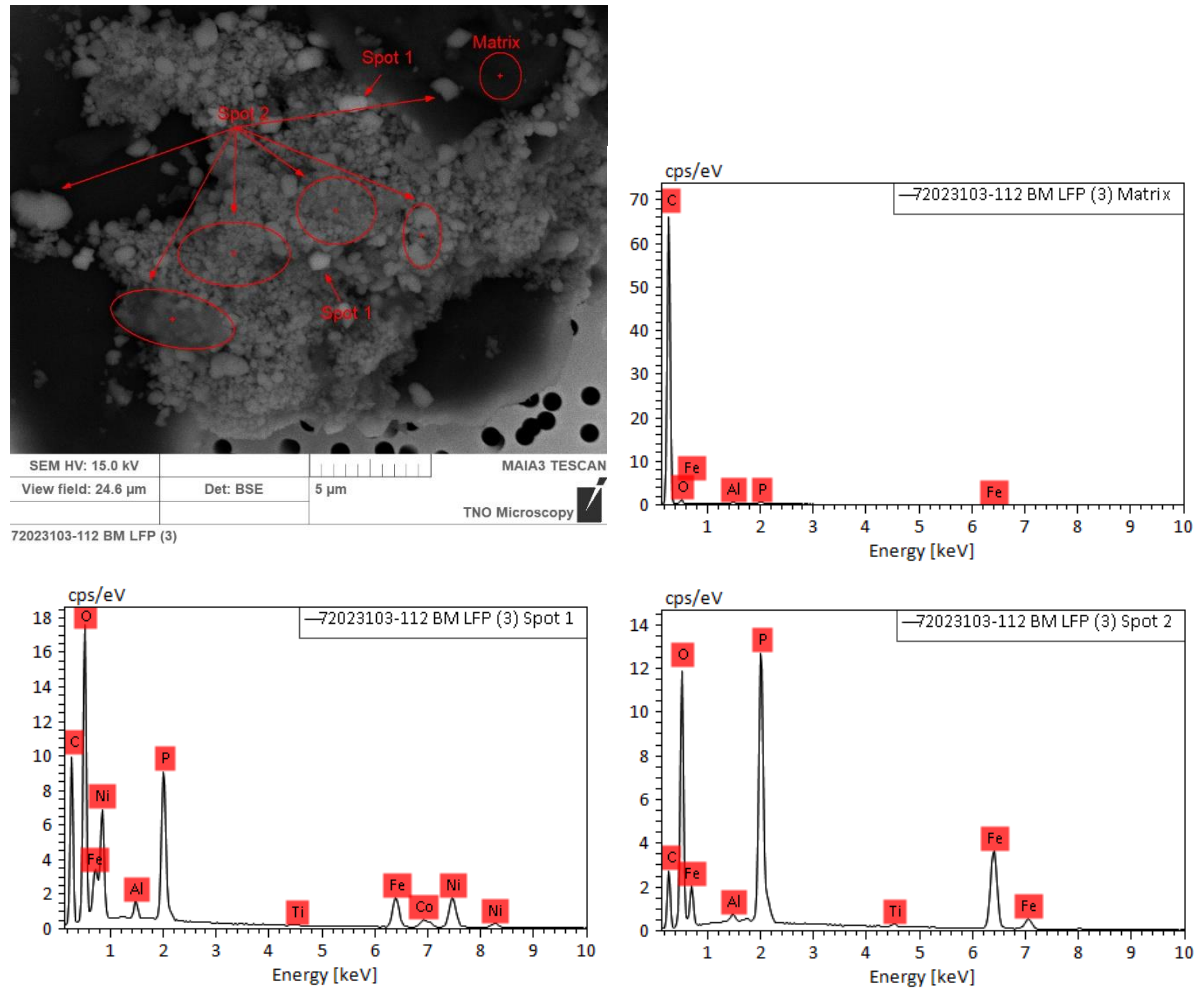 Matrix
Spot 1
Spot 2
Spot 1
SEM HV: 15.0 kV
MAIA3 TESCAN
View field: 24.6 µm
Det: BSE
5 µm
TNO Microscopy
72023103-112 BM LFP (3)
cps/eV
72023103-112 BM LFP (3) Matrix
70
60
50
40
30
20
10
0
C
O
Fe
Al
P
Fe
1 2 3 4 5 6 7 8 9 10
Energy [keV]
cps/eV
72023103-112 BM LFP (3) Spot 1
18
16
14
12
10
8
6
4
2
0
C
O
Fe
Ni
Al
P
Ti
Fe
Co
Ni
Ni
1 2 3 4 5 6 7 8 9 10
Energy [keV]
cps/eV
72023103-112 BM LFP (3) Spot 2
14
12
10
8
6
4
2
0
C
O
Fe
Al
P
Ti
Fe
Fe
1 2 3 4 5 6 7 8 9 10
Energy [keV]